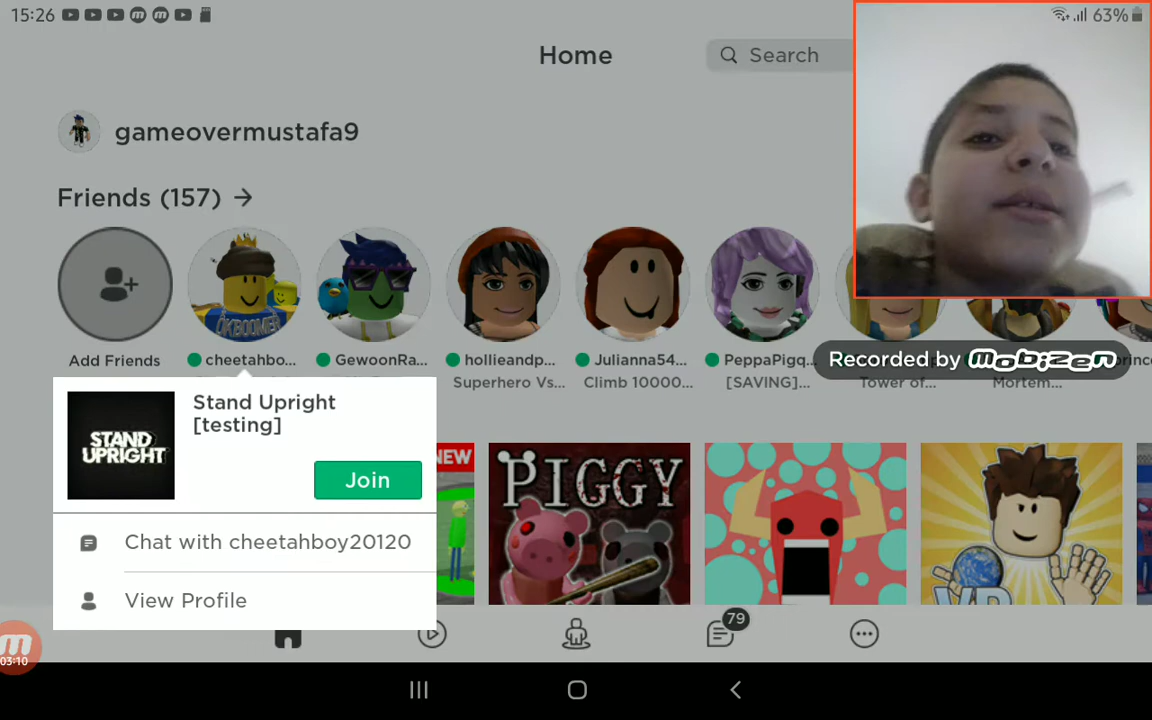 15:26
63%
Home
Search
gameovermustafa9
Friends (157) →
OKBOOMER
Add Friends
cheetahbo...
GewoonRa...
hollieandp...
Julianna54...
PeppaPigq...
Superhero Vs...
Climb 10000...
[SAVING]...
Tower of...
Mortem...
Recorded by mobizen
STAND UPRIGHT
Stand Upright
[testing]
Join
Chat with cheetahboy20120
View Profile
NEW
PIGGY
79
03:10